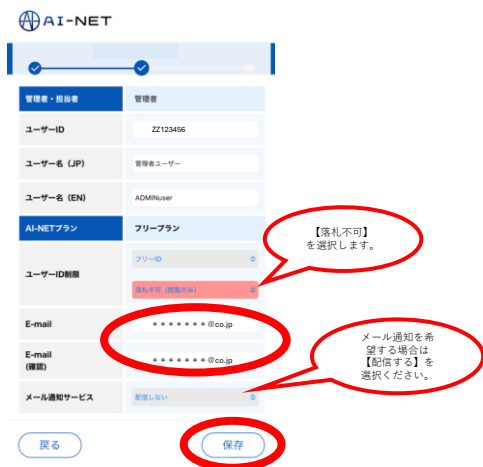 AI-NET
管理者・担当者 管理者
ユーザーID ZZ123456
ユーザー名（JP） 管理者ユーザー
ユーザー名（EN） ADMINuser
AI-NETプラン フリープラン
ユーザーID制限
フリーID
落札不可（閲覧のみ）
【落札不可】
を選択します。
E-mail ＊＊＊＊＊＊＊@co.jp
E-mail
(確認)
＊＊＊＊＊＊＊@co.jp
メール通知サービス 配信しない
メール通知を希
望する場合は
【配信する】を
選択ください。
戻る 保存